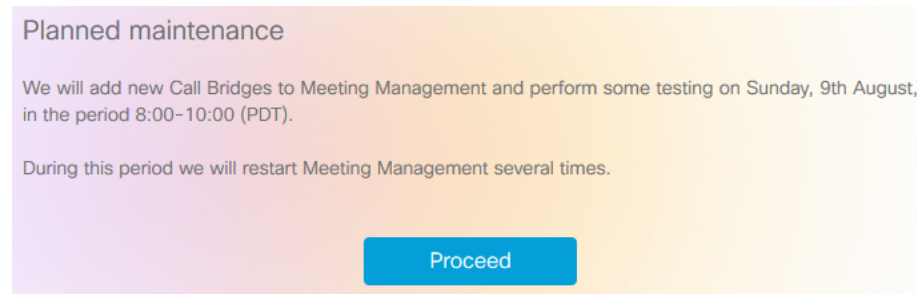 Planned maintenance
We will add new Call Bridges to Meeting Management and perform some testing on Sunday, 9th August,
in the period 8:00-10:00 (PDT).
During this period we will restart Meeting Management several times.
Proceed